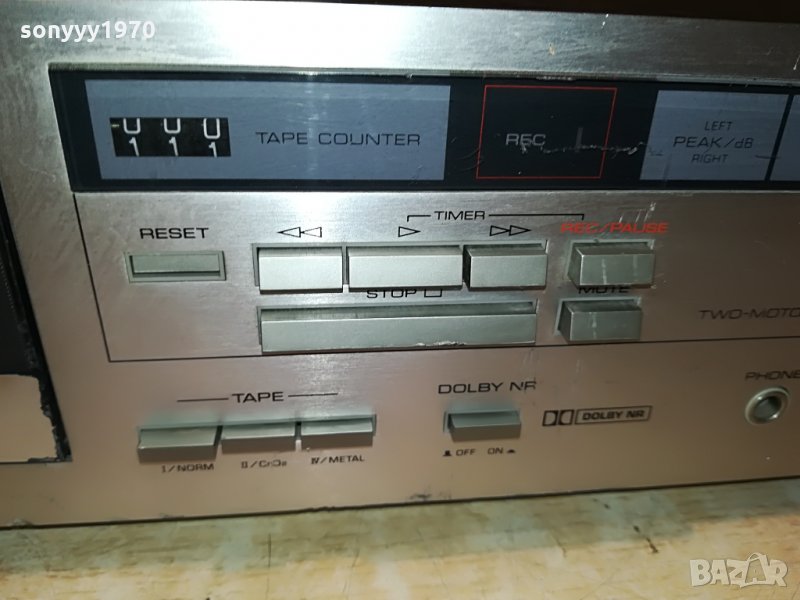 sonyyy1970
TAPE COUNTER
REC
LEFT
PEAK/dB
RIGHT
TIMER
RESET
REC/PAUSE
STOP
MUTE
TWO-MOTO
TAPE
DOLBY NR
PHONE
DOLBY NR
I/NORM II/CrO2 IV/METAL
OFF ON
BAZAR